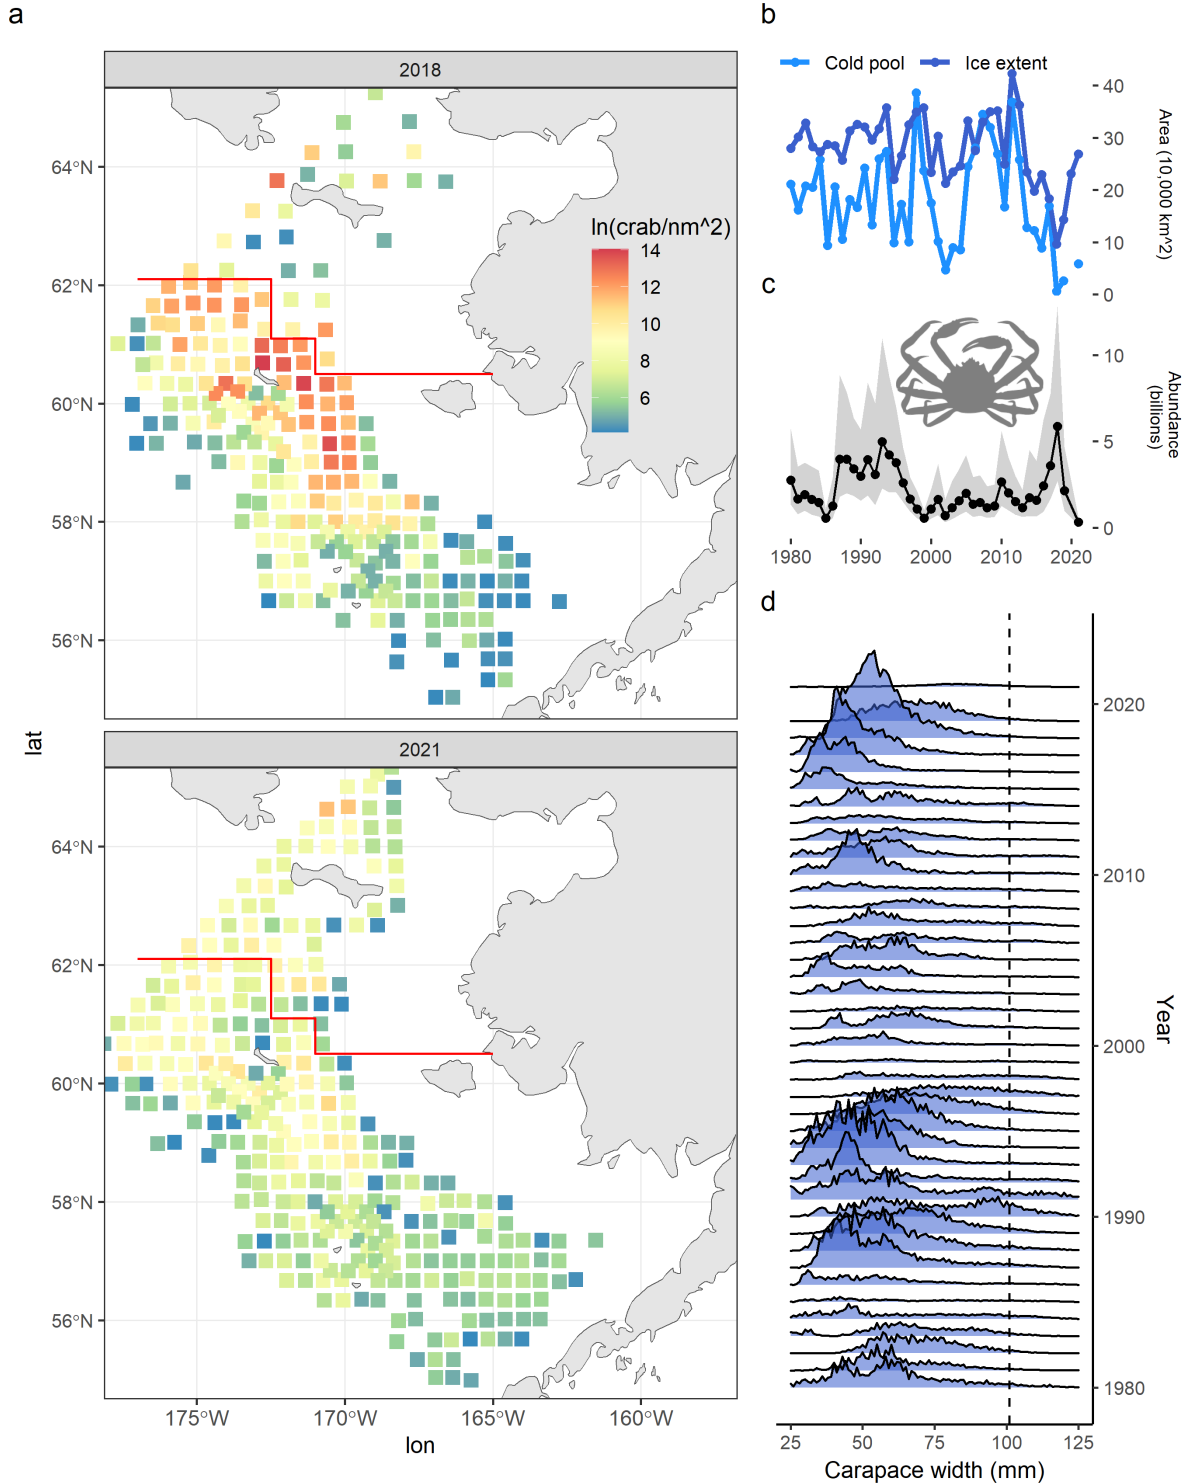 a
2018
64°N
62°N
60°N
58°N
56°N
ln(crab/nm^2)
14
12
10
8
6
lat
2021
64°N
62°N
60°N
58°N
56°N
175°W
170°W
165°W
160°W
lon
b
Cold pool
Ice extent
40
30
20
10
0
Area (10,000 km^2)
c
10
5
0
Abundance
(billions)
1980
1990
2000
2010
2020
d
2020
2010
2000
1990
1980
Year
25
50
75
100
125
Carapace width (mm)